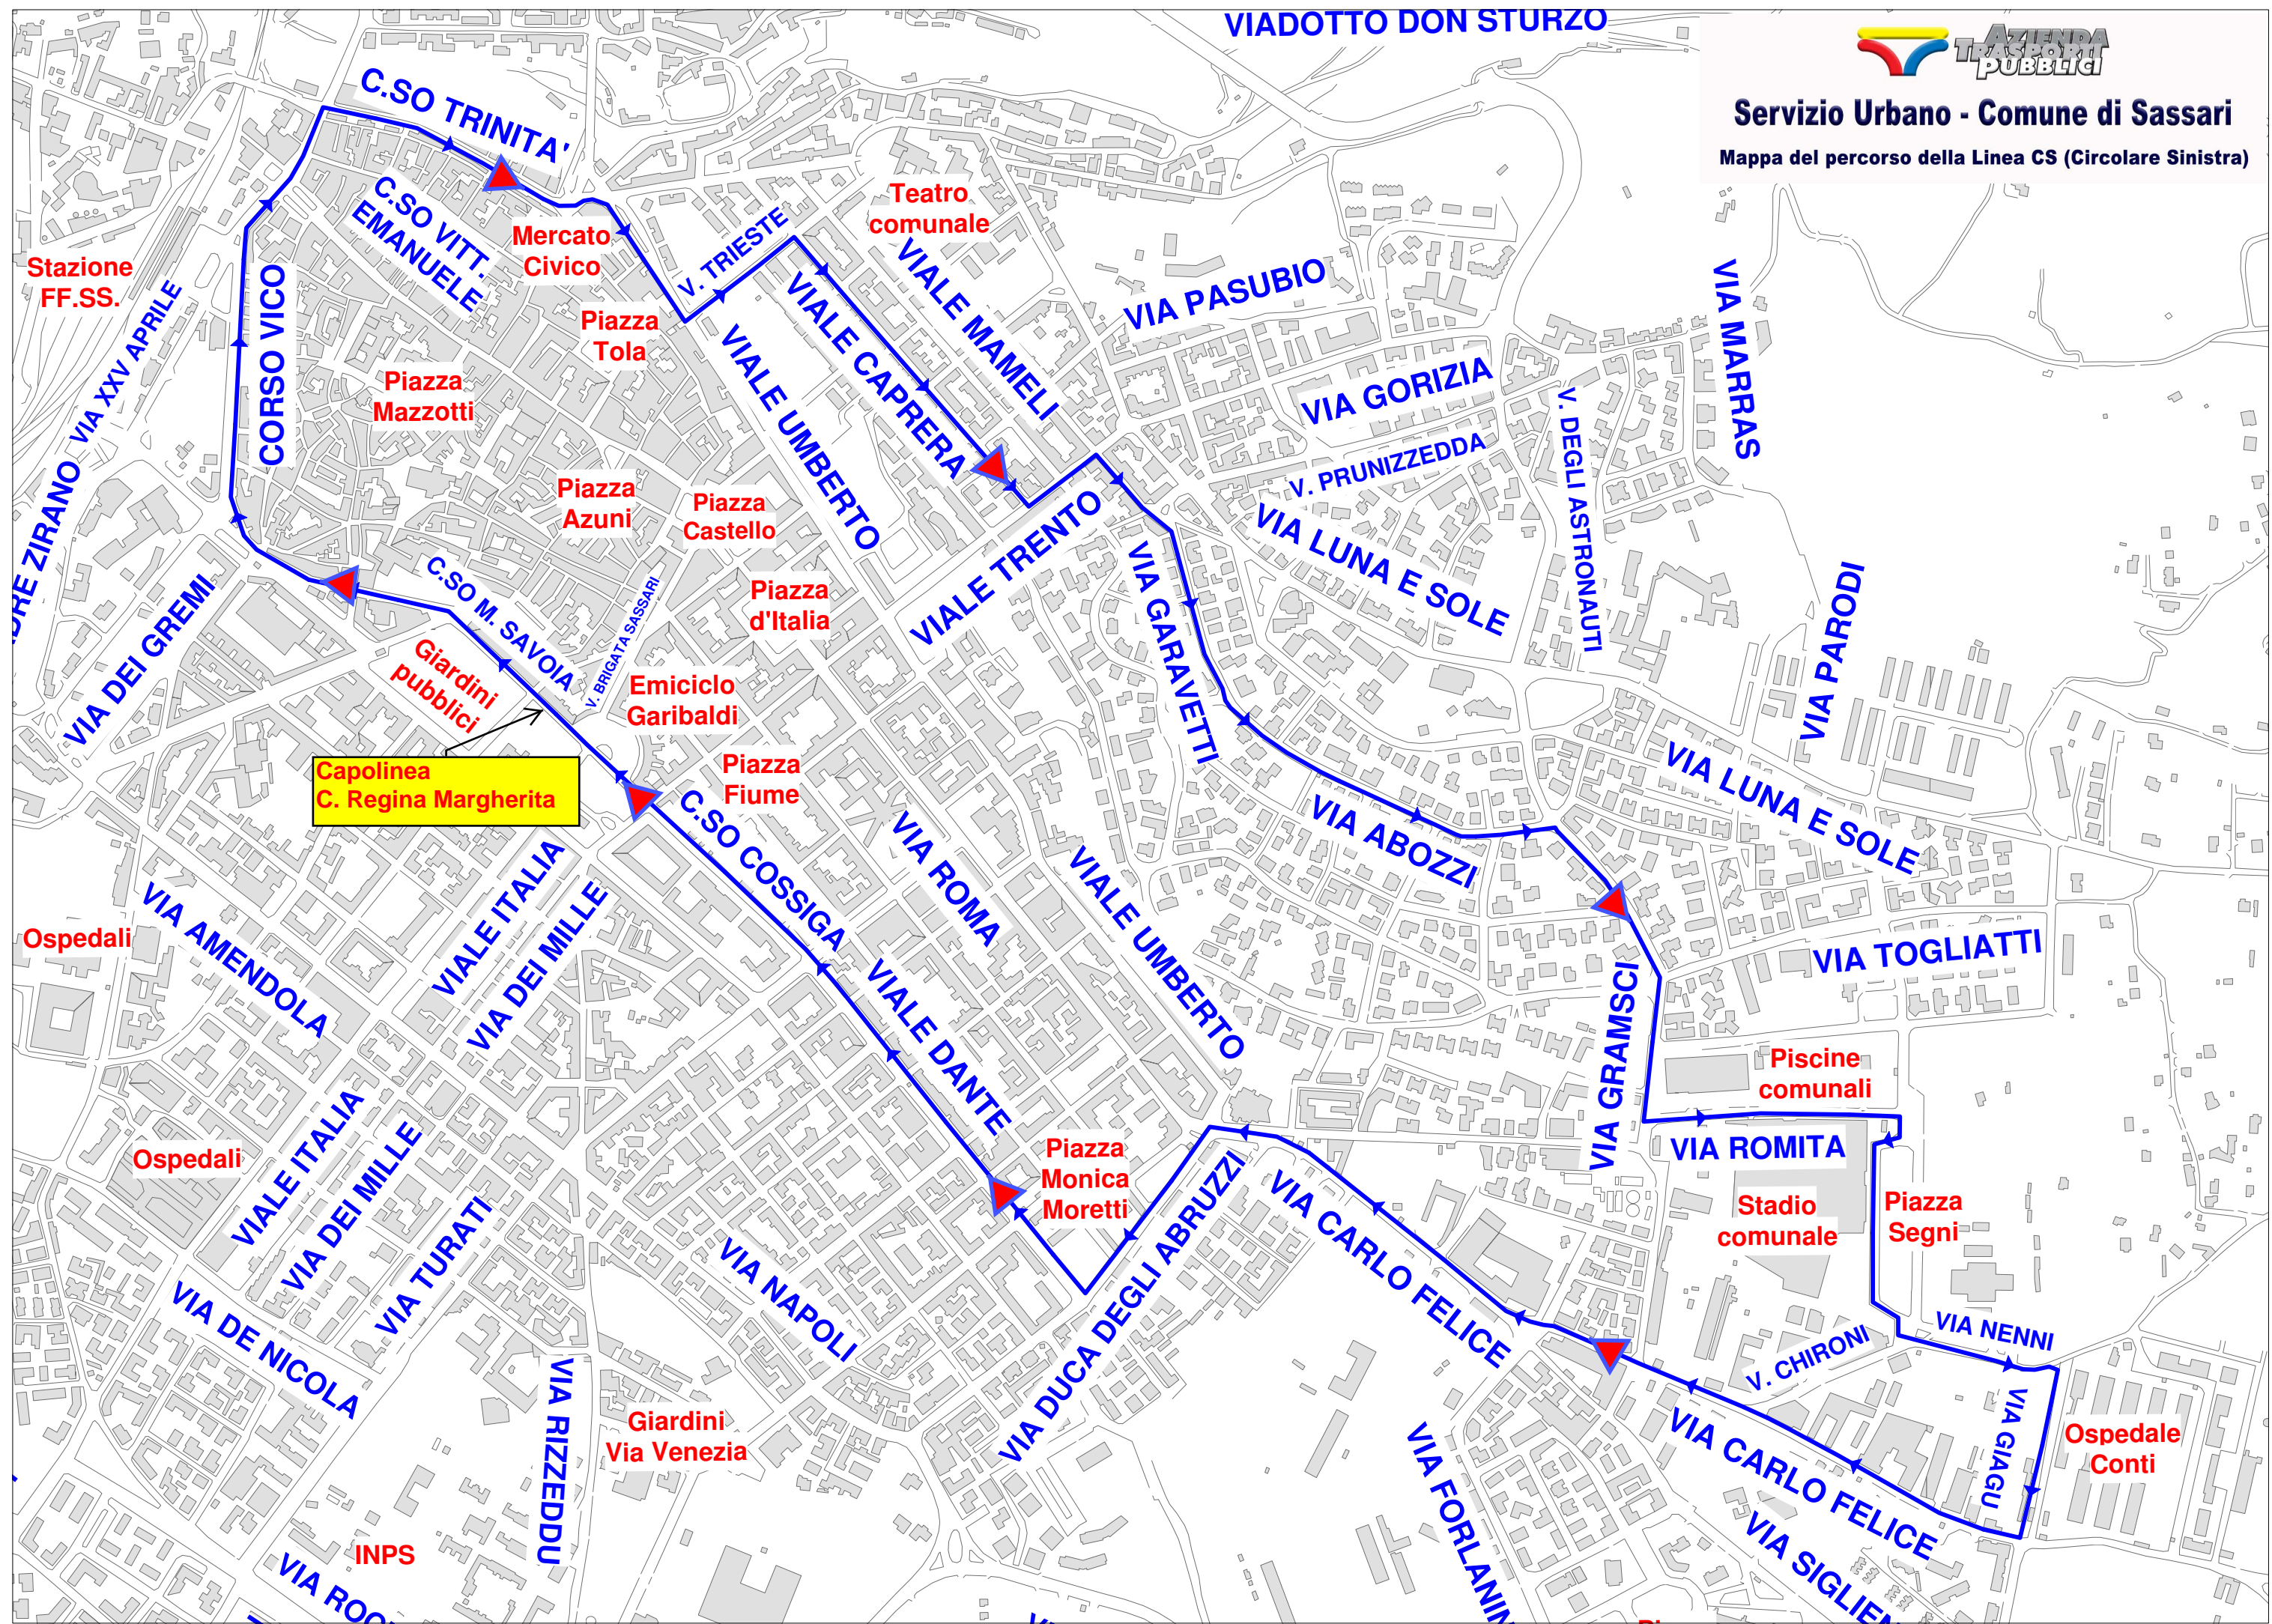 VIADOTTO DON STURZO
AZIENDA
TRASPORTI
PUBBLICI
Servizio Urbano - Comune di Sassari
Mappa del percorso della Linea CS (Circolare Sinistra)
C.SO TRINITA'
C.SO VITT.
EMANUELE
Mercato
Civico
Teatro
comunale
Stazione
FF.SS.
VIA XXV APRILE
CORSO VICO
V. TRIESTE
VIALE CAPRERA
VIALE MAMELI
VIA PASUBIO
VIA MARRAS
Piazza
Tola
Piazza
Mazzotti
VIALE UMBERTO
VIA GORIZIA
V. PRUNIZZEDDA
V. DEGLI ASTRONAUTI
Piazza
Azuni
Piazza
Castello
VIALE TRENTO
VIA LUNA E SOLE
VIA GARAVETTI
VIA PARODI
ZIRANO
VIA DEI GREMI
C.SO M. SAVOIA
V. BRIGATA SASSARI
Piazza
d'Italia
Giardini
pubblici
Emiciclo
Garibaldi
Capolinea
C. Regina Margherita
Piazza
Fiume
C.SO COSSIGA
VIA ROMA
VIALE UMBERTO
VIA ABOZZI
VIA LUNA E SOLE
VIA TOGLIATTI
Ospedali
VIA AMENDOLA
VIALE ITALIA
VIA DEI MILLE
VIALE DANTE
VIA GRAMSCI
Piscine
comunali
VIA ROMITA
Ospedali
VIALE ITALIA
VIA DEI MILLE
VIA TURATI
Piazza
Monica
Moretti
VIA DUCA DEGLI ABRUZZI
VIA CARLO FELICE
Stadio
comunale
Piazza
Segni
VIA NENNI
V. CHIRONI
VIA GIAGU
Ospedale
Conti
VIA NAPOLI
VIA DE NICOLA
VIA RIZZEDDU
Giardini
Via Venezia
VIA CARLO FELICE
INPS